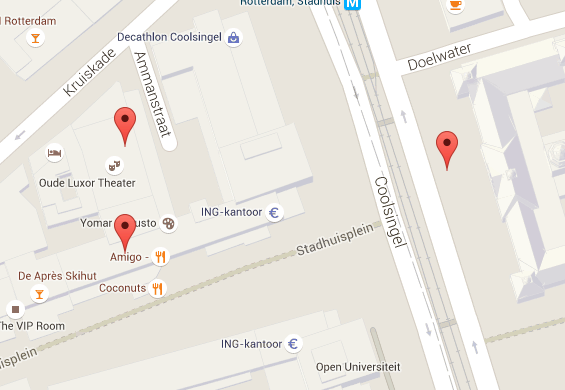 Rotterdam, Stadhuis M
Rotterdam
Decathlon Coolsingel
Doelwater
Kruiskade
Ammanstraat
Oude Luxor Theater
Coolsingel
ING-kantoor €
Yomar
usto
Stadhuisplein
Amigo -
De Après Skihut
Coconuts
The VIP Room
ING-kantoor €
isplein
Open Universiteit